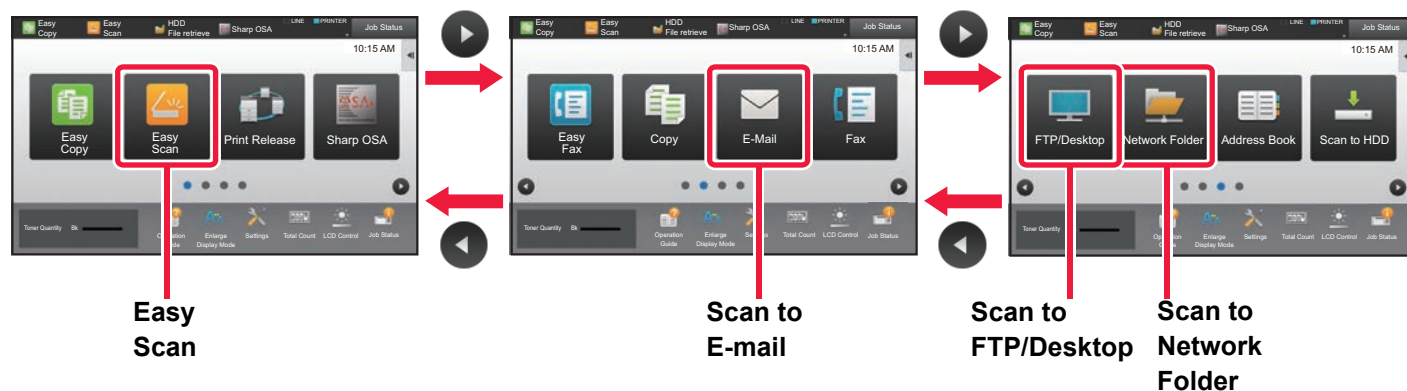 Easy Copy
Easy Scan
HDD File retrieve
Sharp OSA
LINE
PRINTER
Job Status
10:15 AM
Easy Copy
Easy Scan
Print Release
Sharp OSA
Toner Quantity
Bk
Enlarge Display Mode
Settings
Total Count
LCD Control
Job Status
Easy Copy
Easy Scan
HDD File retrieve
Sharp OSA
LINE
PRINTER
Job Status
10:15 AM
Easy Fax
Copy
E-Mail
Fax
Toner Quantity
Bk
Operation Guide
Enlarge Display Mode
Total Count
LCD Control
Job Status
Easy Copy
Easy Scan
HDD File retrieve
Sharp OSA
LINE
PRINTER
Job Status
10:15 AM
FTP/Desktop
Network Folder
Address Book
Scan to HDD
Toner Quantity
Enlarge Display Mode
Settings
Total Count
LCD Control
Job Status
Easy
Scan
Scan to
E-mail
Scan to
FTP/Desktop
Scan to
Network
Folder